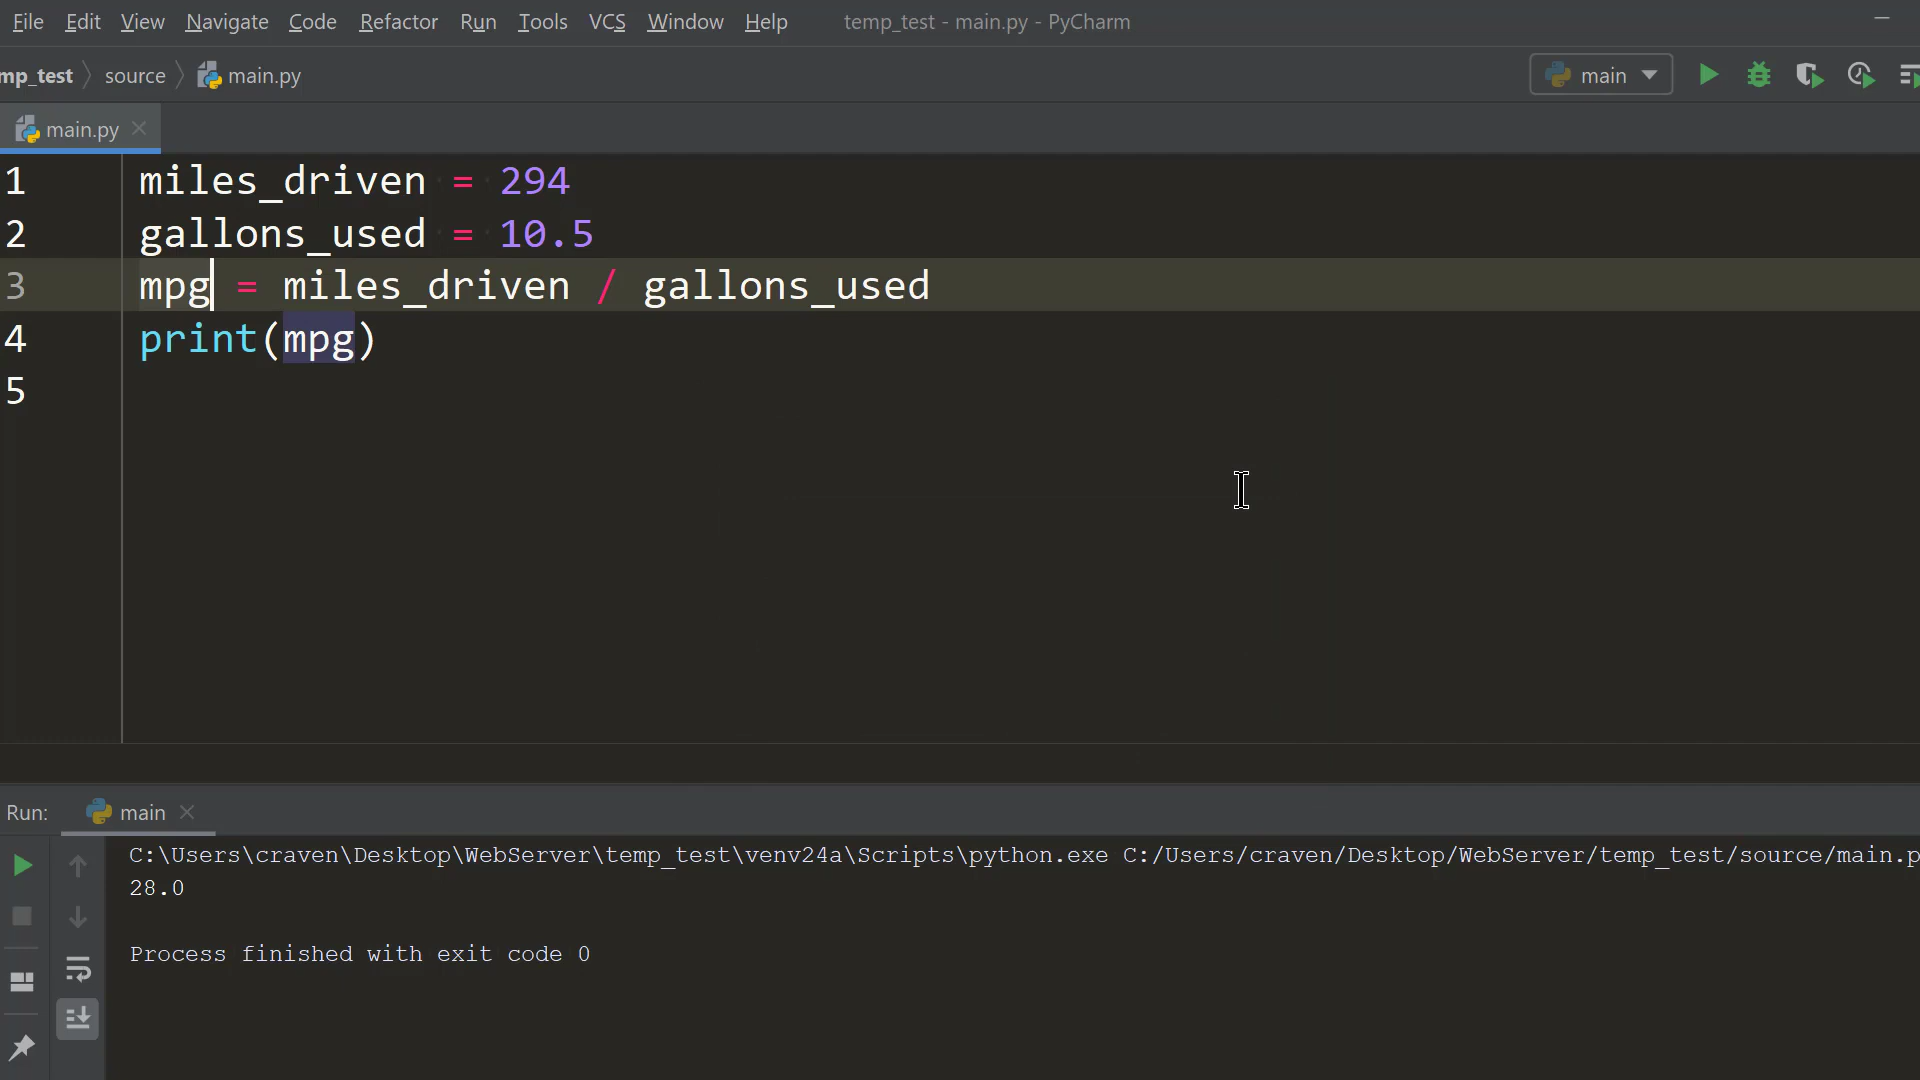 File Edit View Navigate Code Refactor Run Tools VCS Window Help temp_test - main.py - PyCharm
mp_test source main.py main
main.py
1 miles_driven = 294
2 gallons_used = 10.5
3 mpg = miles_driven / gallons_used
4 print(mpg)
5
Run: main
C:\Users\craven\Desktop\WebServer\temp_test\venv24a\Scripts\python.exe C:/Users/craven/Desktop/WebServer/temp_test/source/main.p
28.0
Process finished with exit code 0